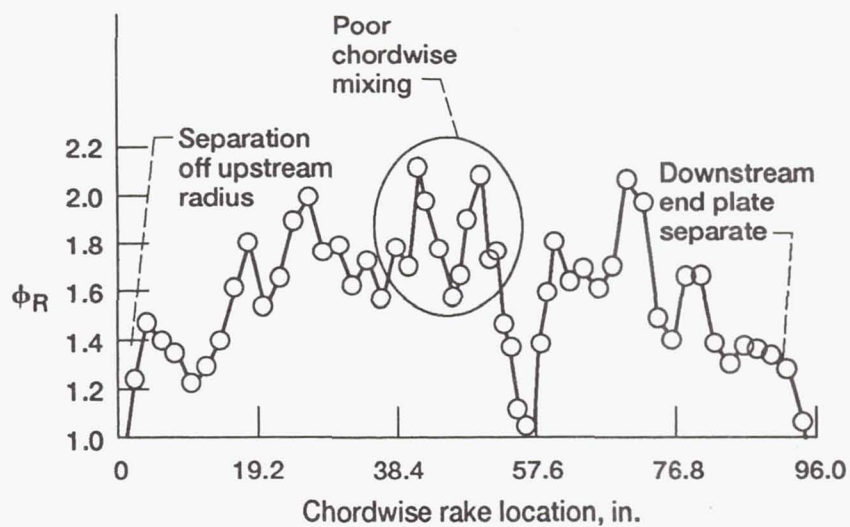 Poor
chordwise
mixing
Separation
off upstream
radius
Downstream
end plate
separate
ϕR
2.2
2.0
1.8
1.6
1.4
1.2
1.0
0
19.2
38.4
57.6
76.8
96.0
Chordwise rake location, in.